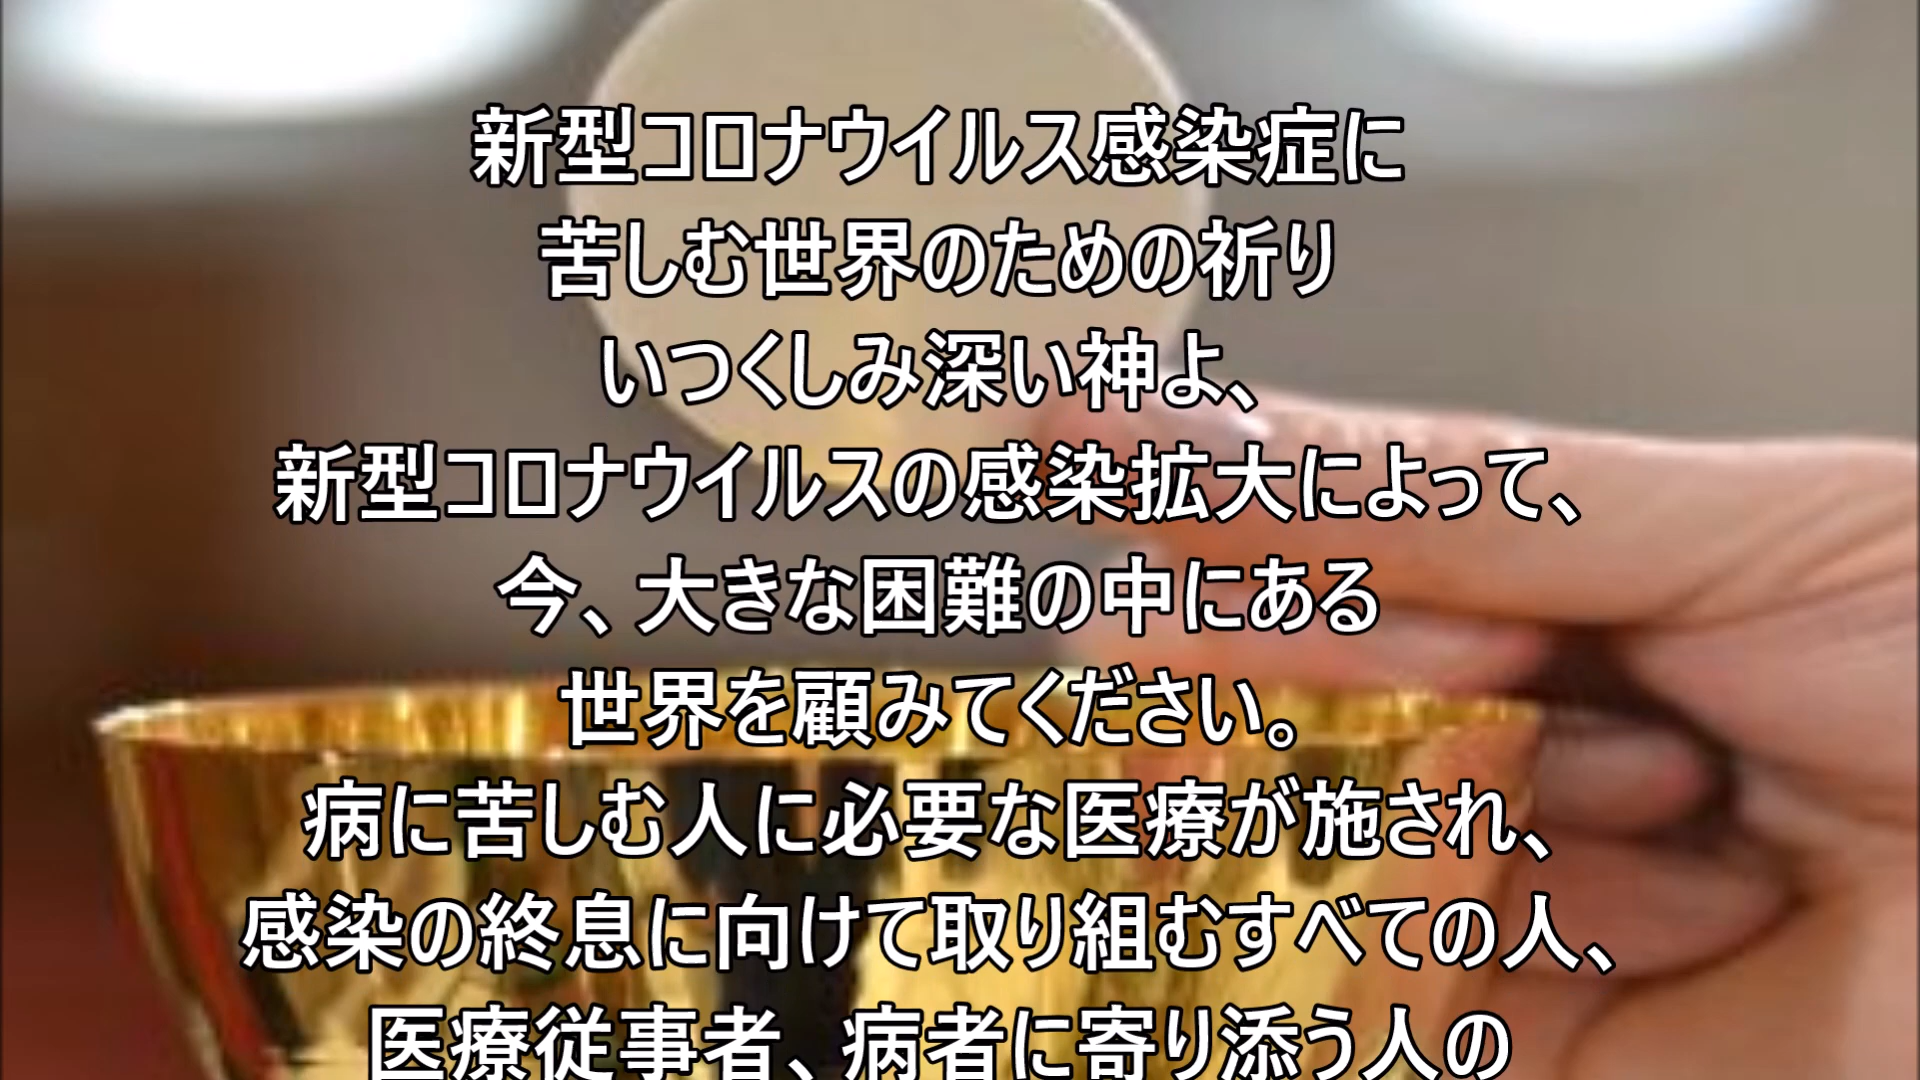 新型コロナウイルス感染症に
苦しむ世界のための祈り
いつくしみ深い神よ、
新型コロナウイルスの感染拡大によって、
今、大きな困難の中にある
世界を顧みてください。
病に苦しむ人に必要な医療が施され、
感染の終息に向けて取り組むすべての人、
医療従事者、病者に寄り添う人の